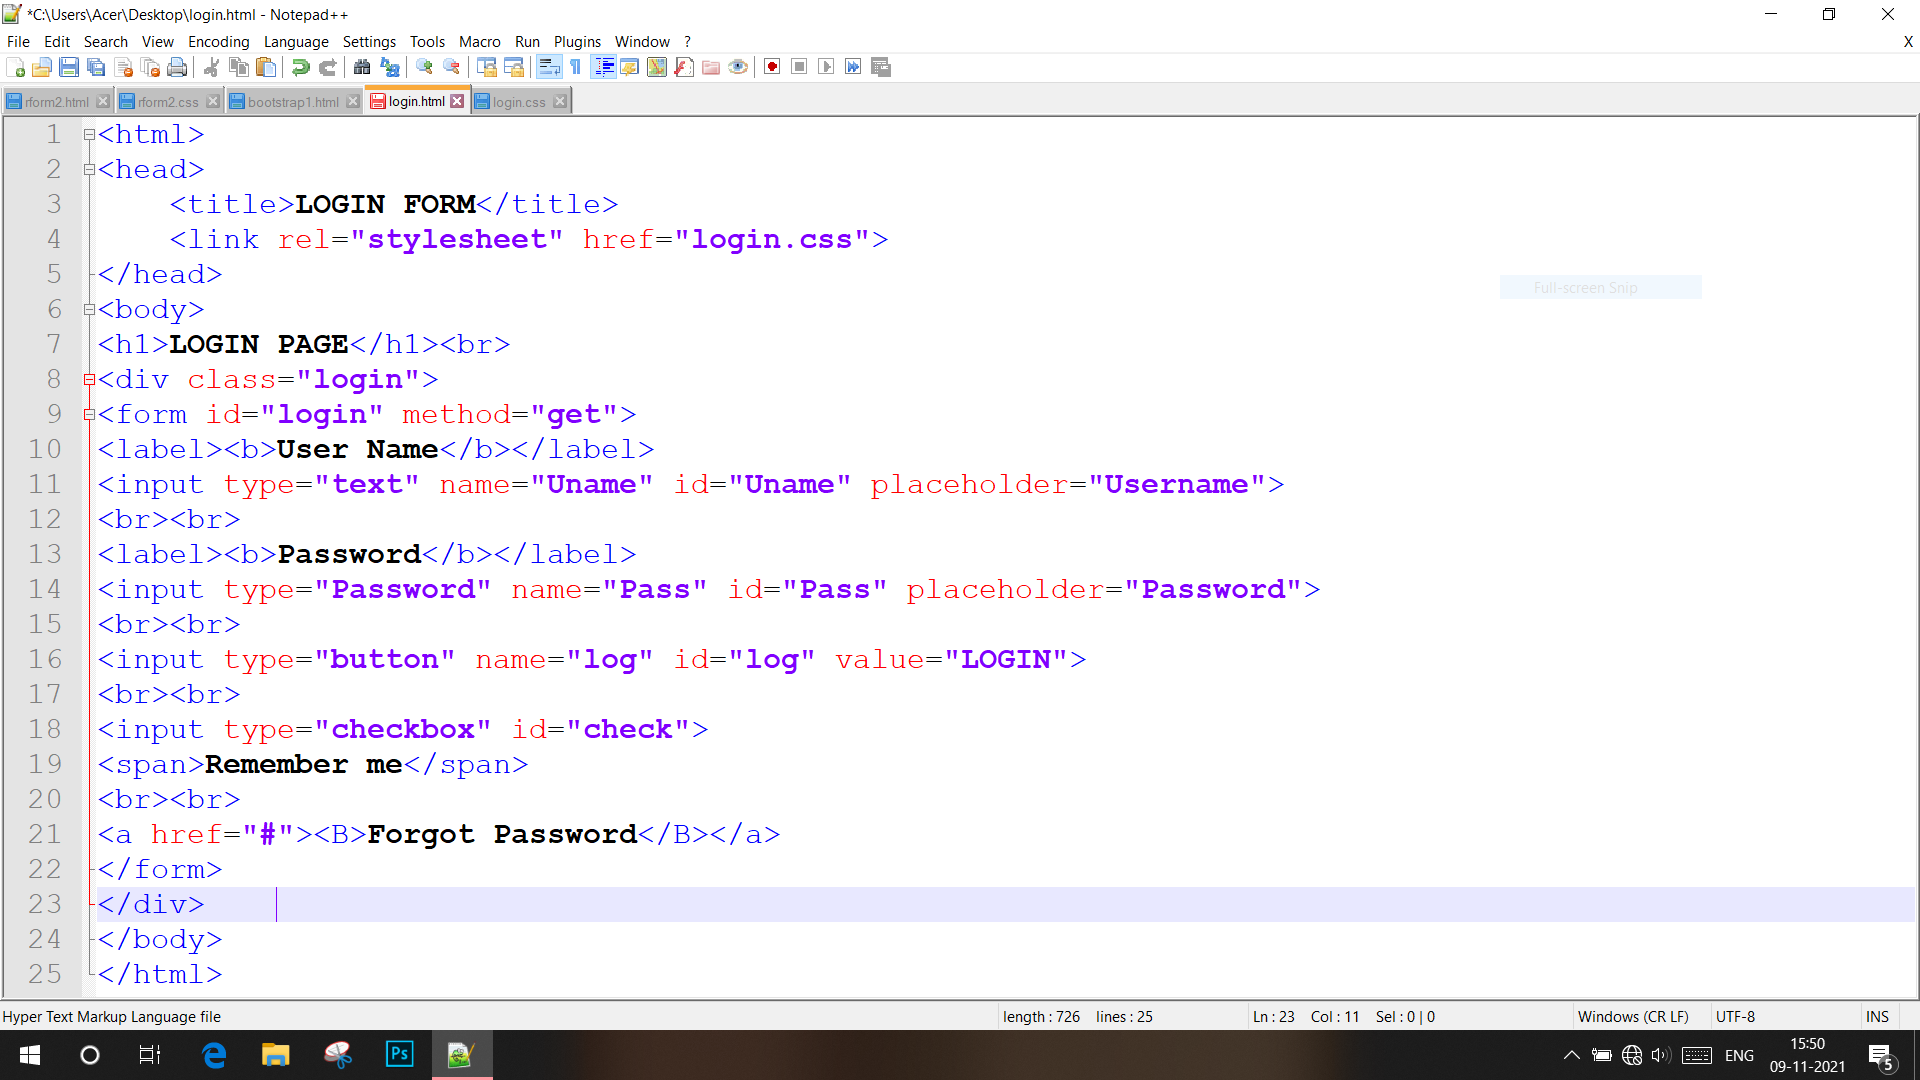 *C:\Users\Acer\Desktop\login.html - Notepad++
File Edit Search View Encoding Language Settings Tools Macro Run Plugins Window ? X
rform2.html rform2.css bootstrap1.html login.html login.css
1 <html>
2 <head>
3 <title>LOGIN FORM</title>
4 <link rel="stylesheet" href="login.css">
5 </head>
Full-screen Snip
6 <body>
7 <h1>LOGIN PAGE</h1><br>
8 <div class="login">
9 <form id="login" method="get">
10 <label><b>User Name</b></label>
11 <input type="text" name="Uname" id="Uname" placeholder="Username">
12 <br><br>
13 <label><b>Password</b></label>
14 <input type="Password" name="Pass" id="Pass" placeholder="Password">
15 <br><br>
16 <input type="button" name="log" id="log" value="LOGIN">
17 <br><br>
18 <input type="checkbox" id="check">
19 <span>Remember me</span>
20 <br><br>
21 <a href="#"><B>Forgot Password</B></a>
22 </form>
23 </div>
24 </body>
25 </html>
Hyper Text Markup Language file length : 726 lines : 25 Ln : 23 Col : 11 Sel : 0 | 0 Windows (CR LF) UTF-8 INS
Ps ENG 15:50
09-11-2021 5